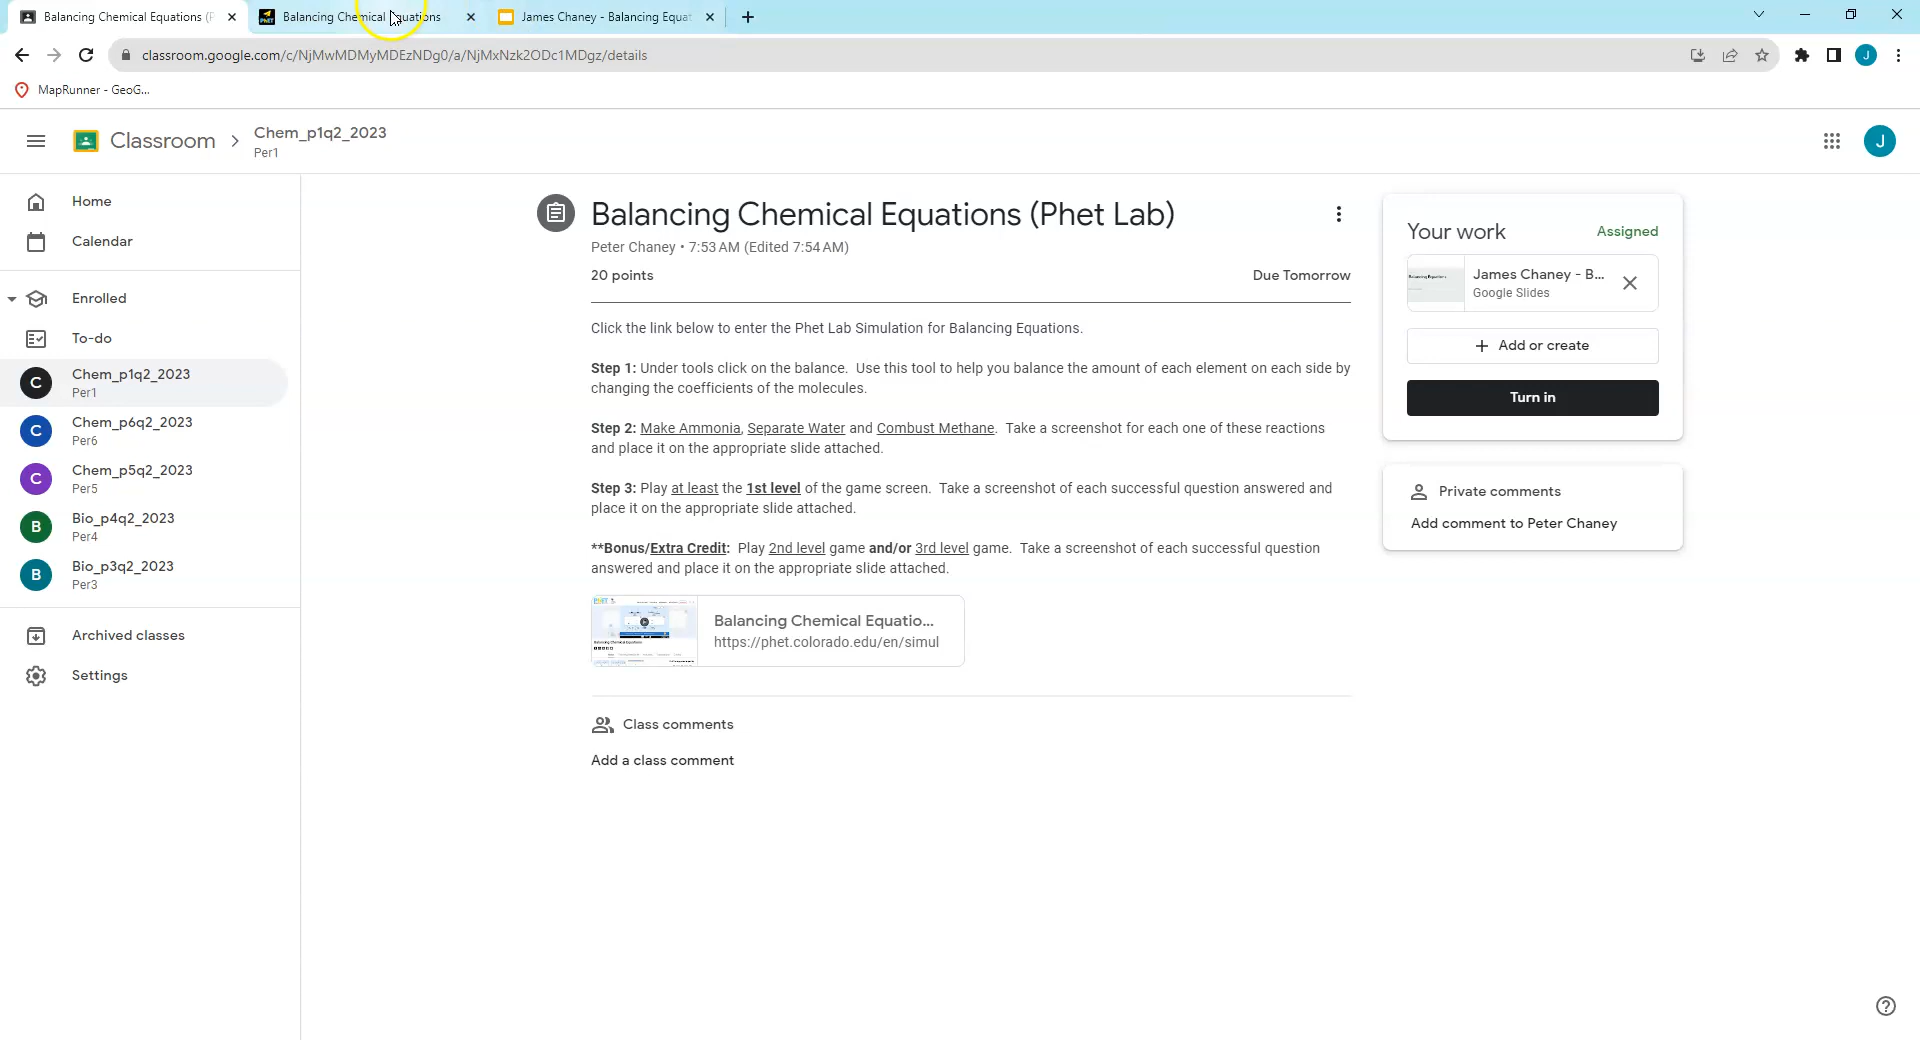 Balancing Chemical Equations (P
Balancing Chemical Equations
James Chaney - Balancing Equat
classroom.google.com/c/NjMwMDMyMDEzNDg0/a/NjMxNzk2ODc1MDgz/details
J
MapRunner - GeoG...
Classroom
Chem_p1q2_2023
Per1
J
Home
Calendar
Enrolled
To-do
C
Chem_p1q2_2023
Per1
C
Chem_p6q2_2023
Per6
C
Chem_p5q2_2023
Per5
B
Bio_p4q2_2023
Per4
B
Bio_p3q2_2023
Per3
Archived classes
Settings
Balancing Chemical Equations (Phet Lab)
Peter Chaney • 7:53 AM (Edited 7:54 AM)
20 points
Due Tomorrow
Click the link below to enter the Phet Lab Simulation for Balancing Equations.
Step 1: Under tools click on the balance. Use this tool to help you balance the amount of each element on each side by
changing the coefficients of the molecules.
Step 2: Make Ammonia, Separate Water and Combust Methane. Take a screenshot for each one of these reactions
and place it on the appropriate slide attached.
Step 3: Play at least the 1st level of the game screen. Take a screenshot of each successful question answered and
place it on the appropriate slide attached.
**Bonus/Extra Credit: Play 2nd level game and/or 3rd level game. Take a screenshot of each successful question
answered and place it on the appropriate slide attached.
Balancing Chemical Equatio...
https://phet.colorado.edu/en/simul
Class comments
Add a class comment
Your work
Assigned
James Chaney - B...
Google Slides
+ Add or create
Turn in
Private comments
Add comment to Peter Chaney